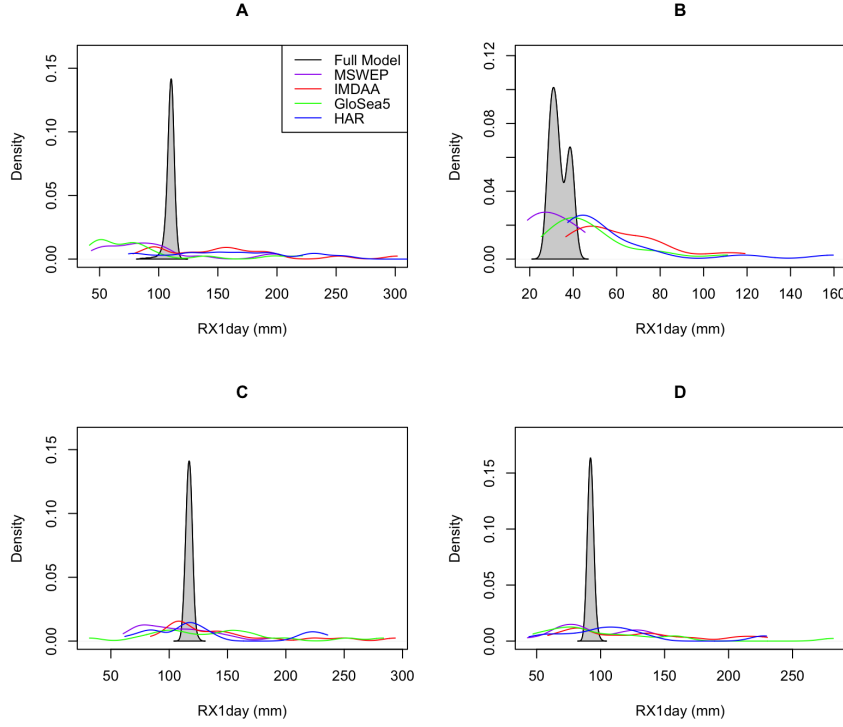 A
Density
0.00 0.05 0.10 0.15
50 100 150 200 250 300
RX1day (mm)
Full Model
MSWEP
IMDAA
GloSea5
HAR
B
Density
0.00 0.04 0.08 0.12
20 40 60 80 100 120 140 160
RX1day (mm)
C
Density
0.00 0.05 0.10 0.15
50 100 150 200 250 300
RX1day (mm)
D
Density
0.00 0.05 0.10 0.15
50 100 150 200 250
RX1day (mm)